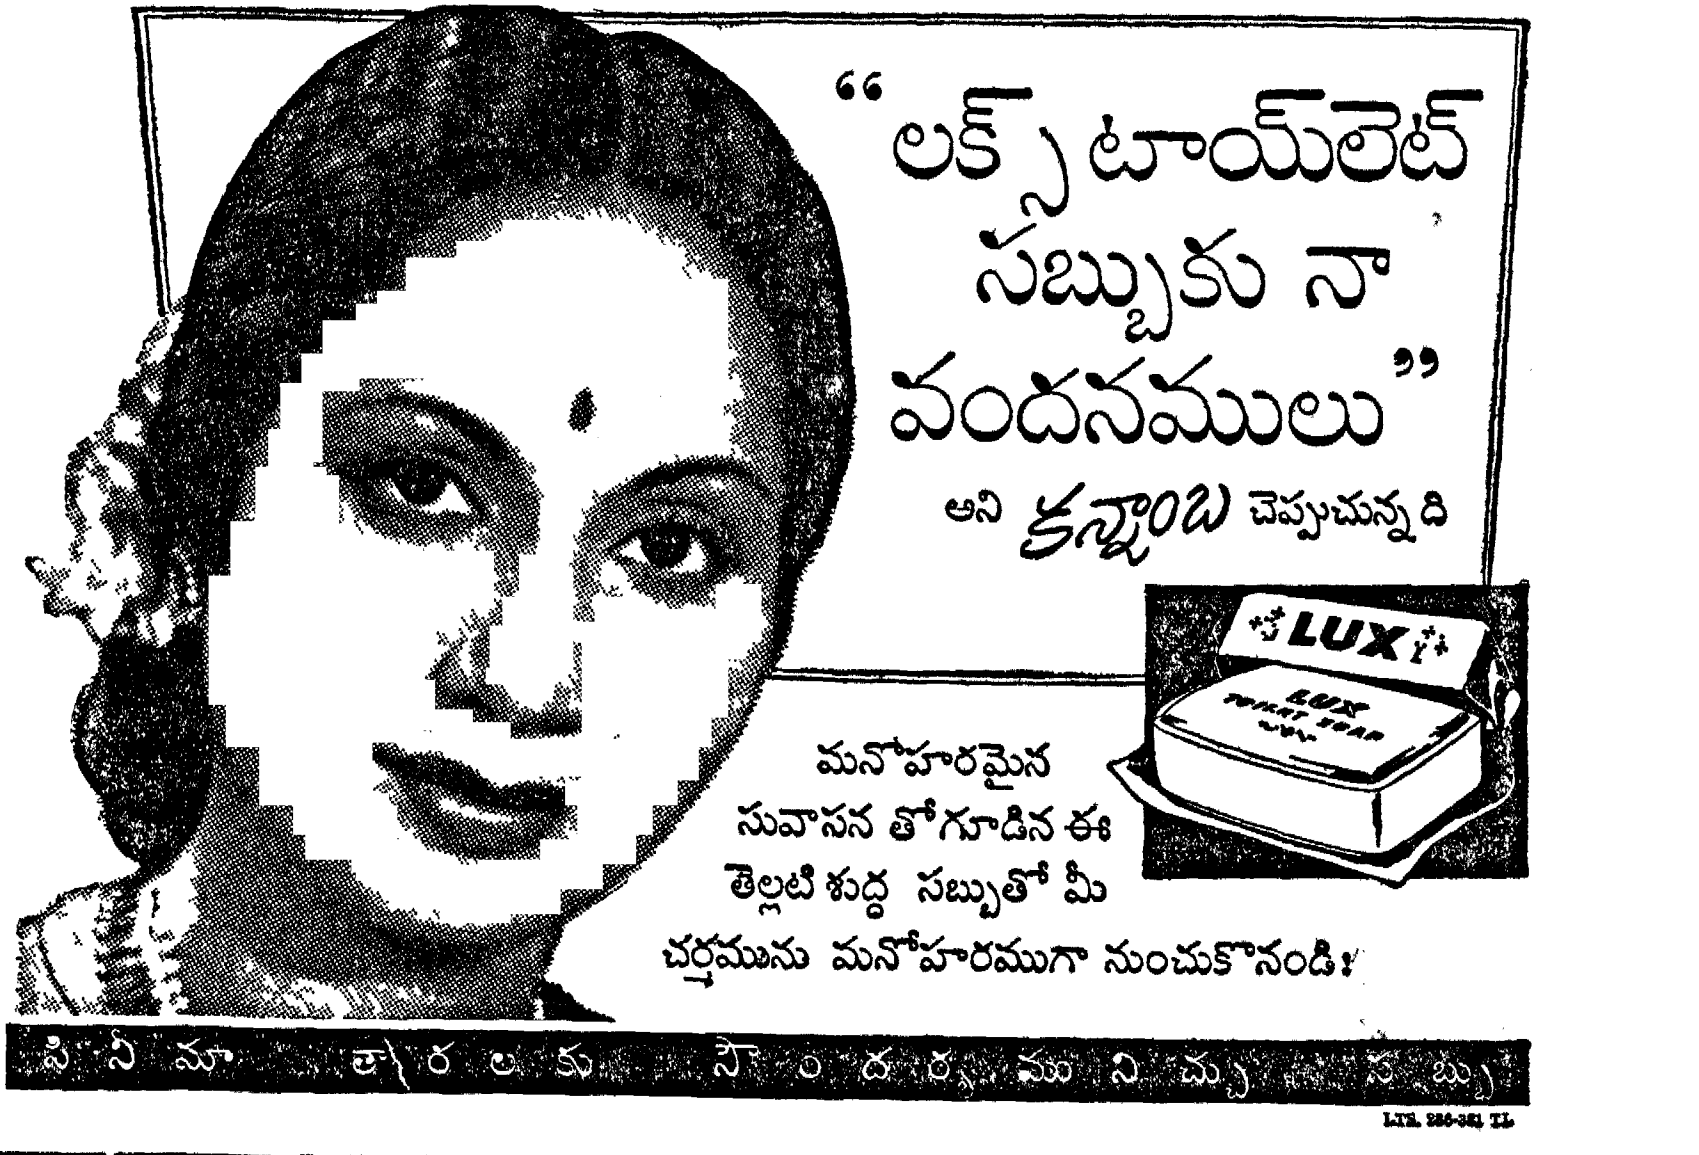 “లక్స్ టాయ్‌లెట్
సబ్బుకు నా
వందనములు”
అని కన్నాంబ చెప్పుచున్నది
LUX
LUX
TOILET SOAP
మనోహరమైన
సువాసన తోగూడిన ఈ
తెల్లటి శుద్ధ సబ్బుతో మీ
చర్మమును మనోహరముగా నుంచుకొనండి!
సినీమా తారలకు సౌందర్యము నిచ్చు సబ్బు
LTS. 286-381 TL